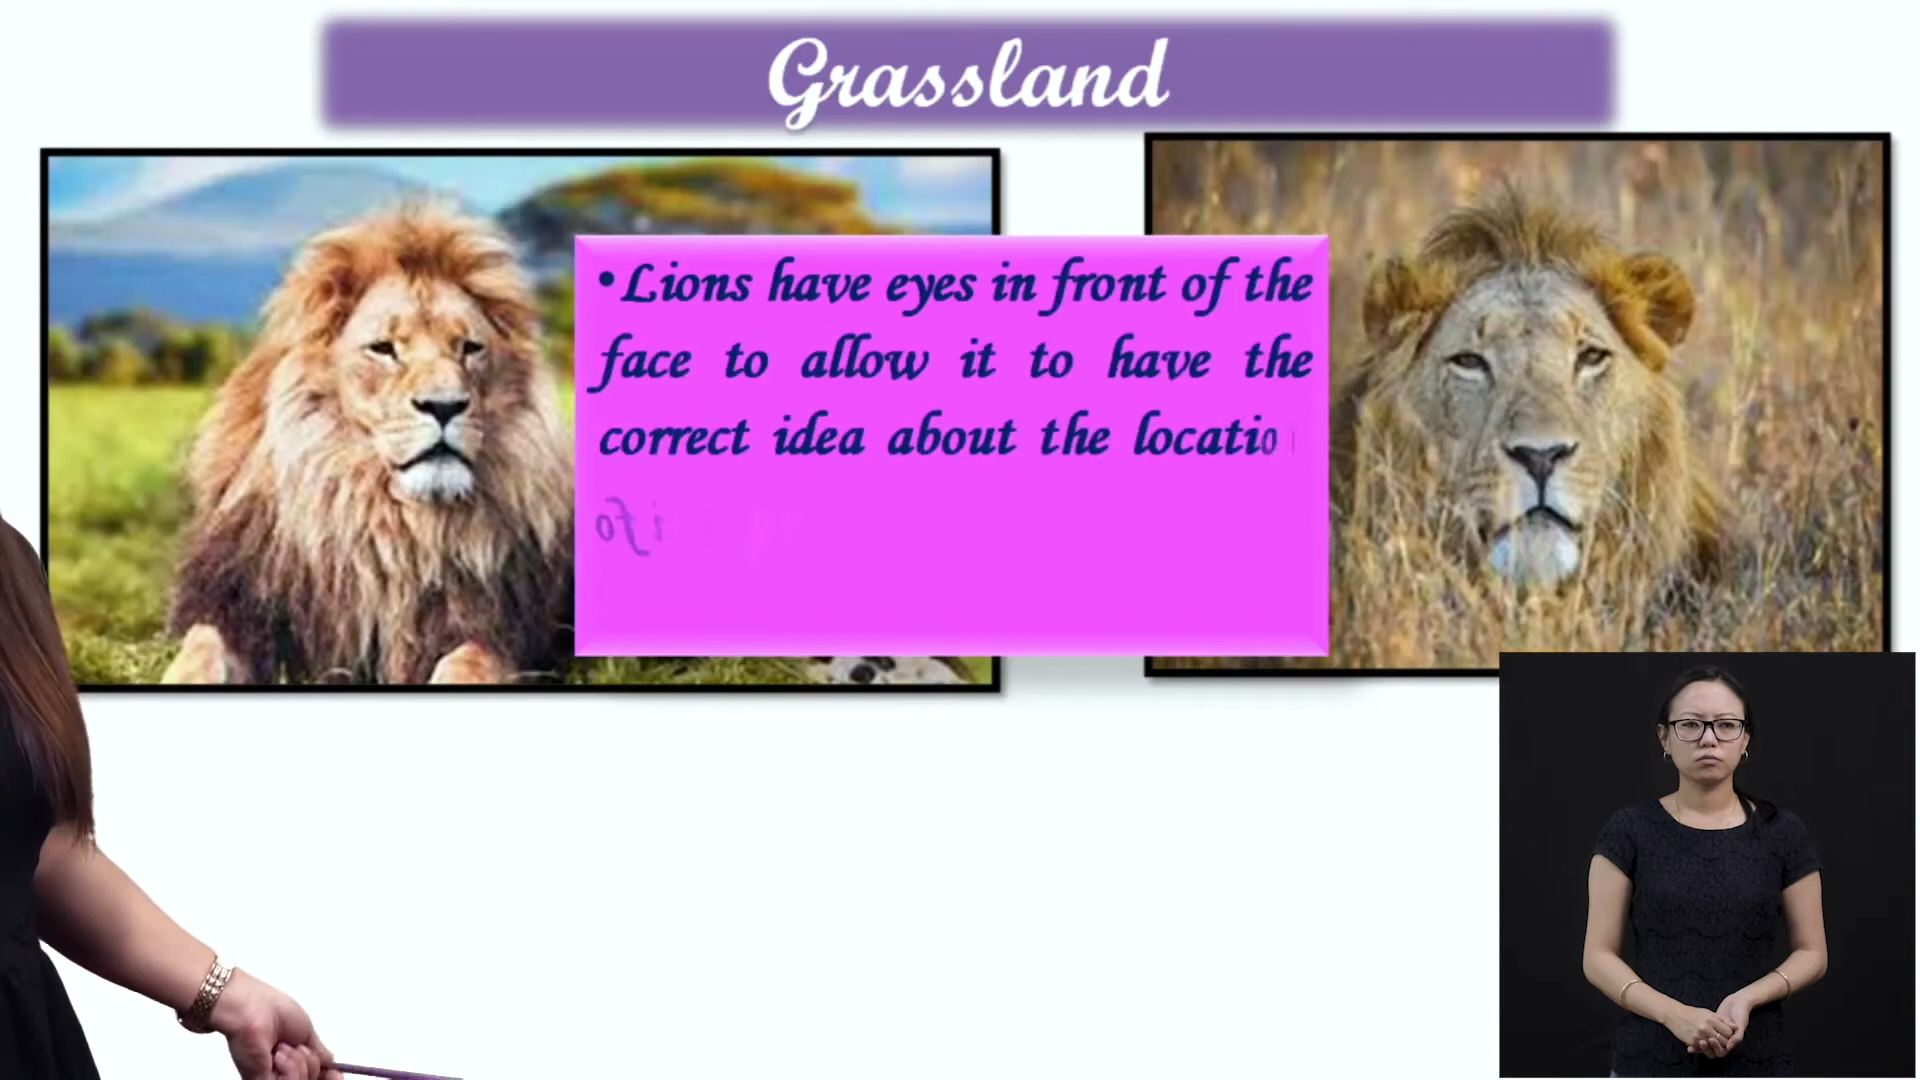 Grassland
•Lions have eyes in front of the
face to allow it to have the
correct idea about the locatio
of